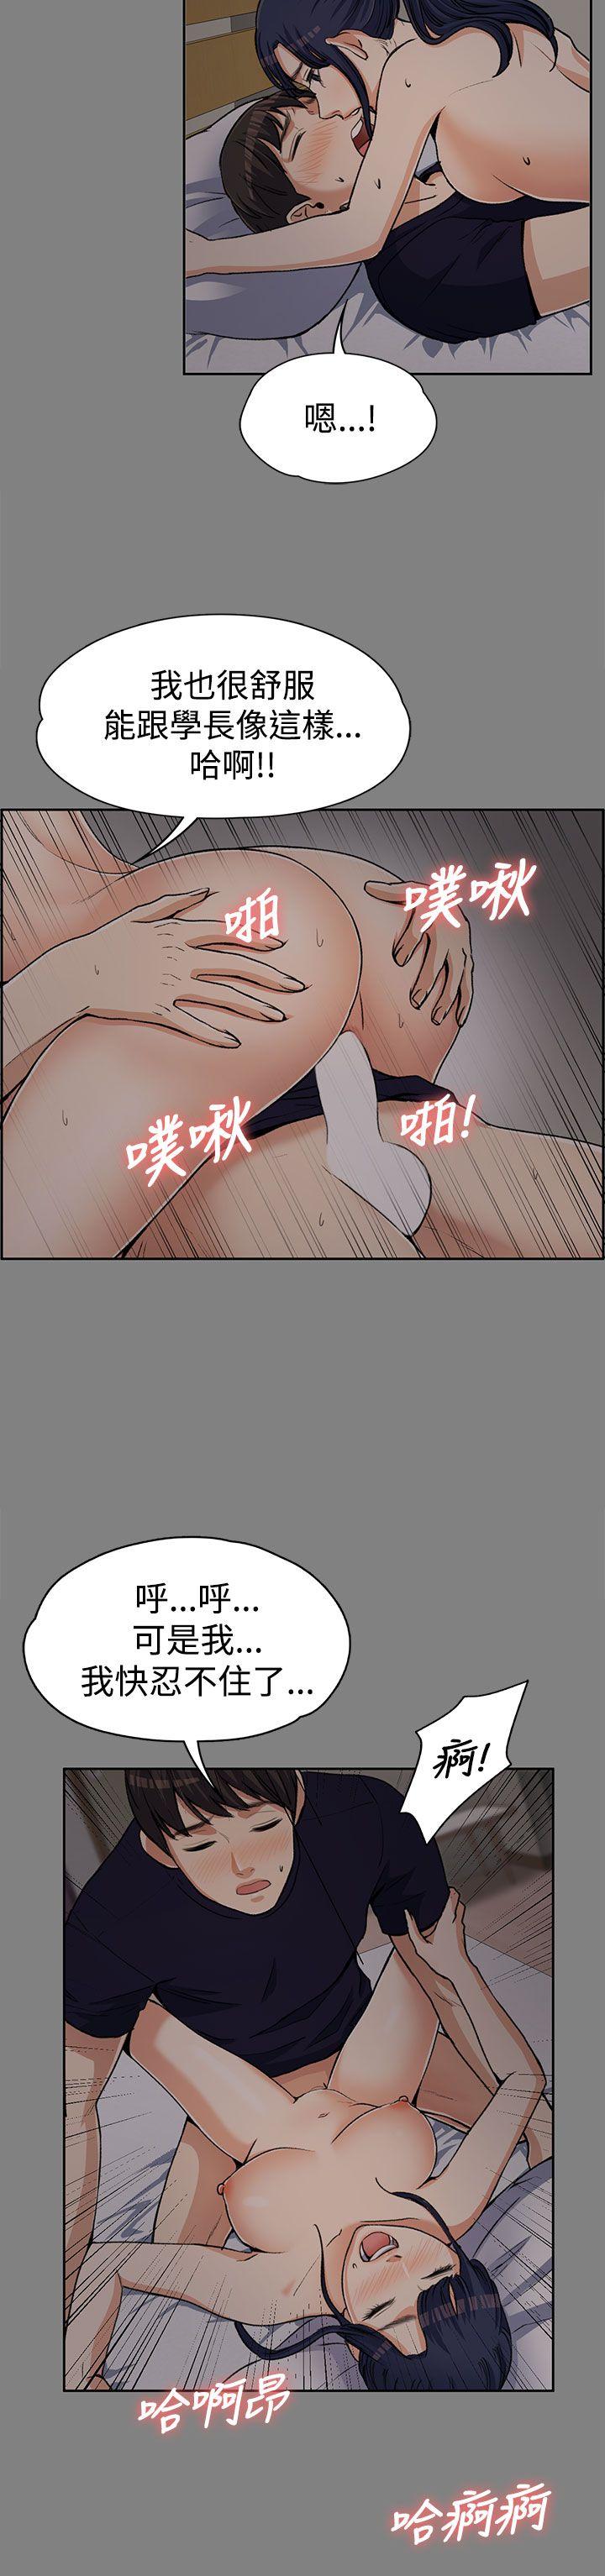 嗯...!
我也很舒服
能跟學長像這樣...
哈啊!!
啪
噗啾
噗啾
啪!
呼...呼...
可是我...
我快忍不住了...
啊!
哈啊昂
哈啊啊